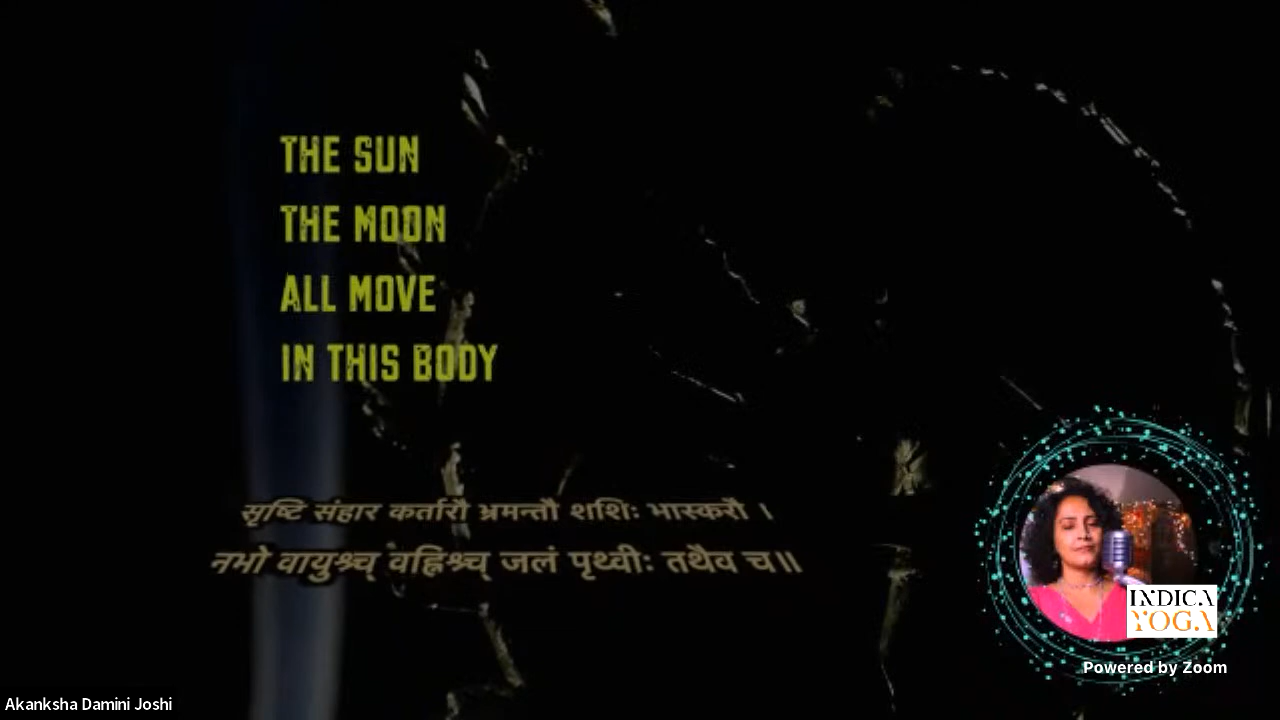 THE SUN
THE MOON
ALL MOVE
IN THIS BODY
सृष्टि संहार कर्तारौ भ्रमन्तौ शशिः भास्करौ ।
नभो वायुश्र्च् वह्निश्र्च् जलं पृथ्वीः तथैव च॥
INDICA
YOGA
Powered by Zoom
Akanksha Damini Joshi